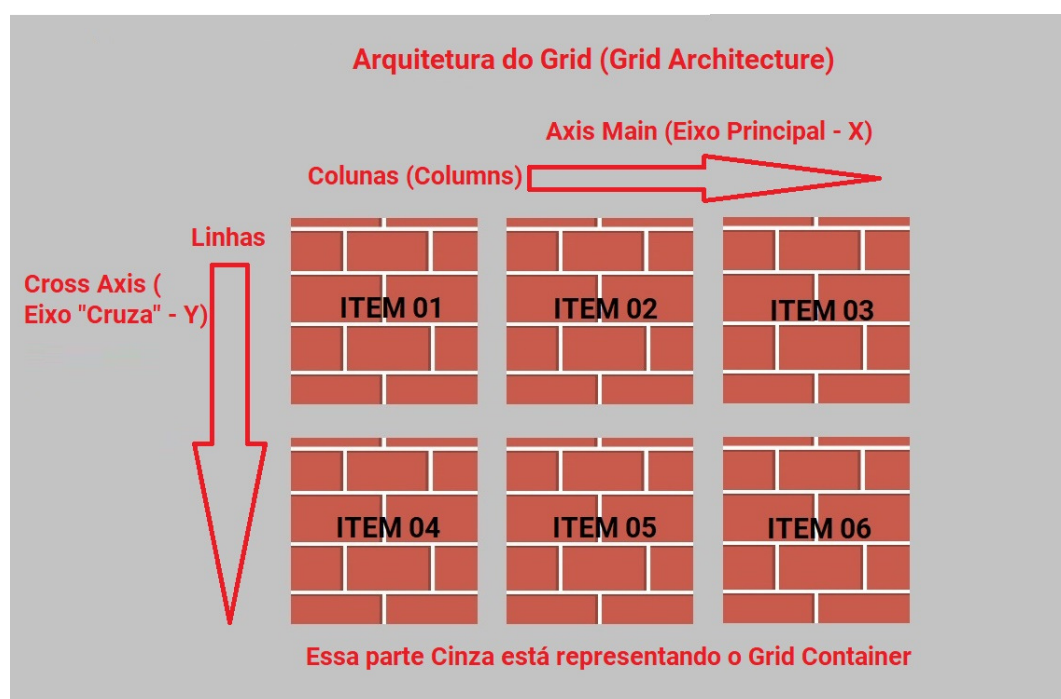 Arquitetura do Grid (Grid Architecture)
Axis Main (Eixo Principal - X)
Colunas (Columns)
Linhas
Cross Axis (
Eixo "Cruza" - Y)
ITEM 01
ITEM 02
ITEM 03
ITEM 04
ITEM 05
ITEM 06
Essa parte Cinza está representando o Grid Container